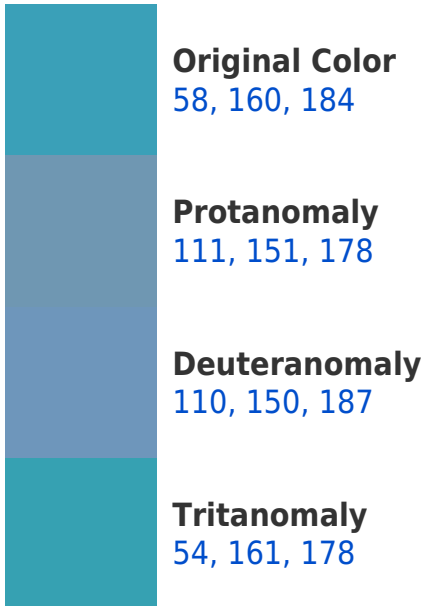 Original Color
58, 160, 184
Protanomaly
111, 151, 178
Deuteranomaly
110, 150, 187
Tritanomaly
54, 161, 178